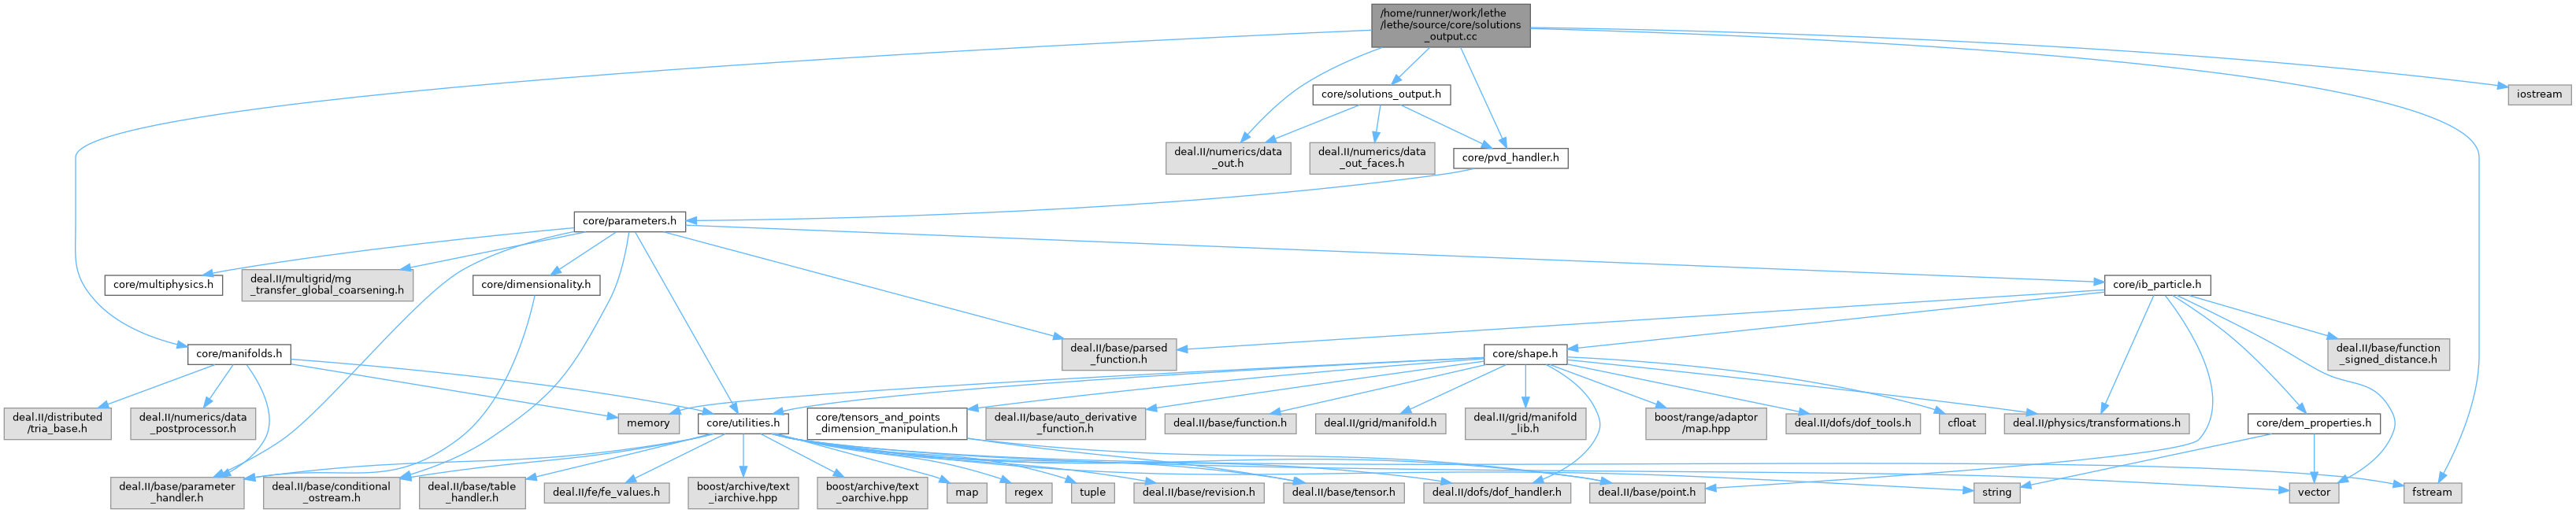 /home/runner/work/lethe
/lethe/source/core/solutions
_output.cc
core/solutions_output.h
iostream
deal.II/numerics/data
_out.h
deal.II/numerics/data
_out_faces.h
core/pvd_handler.h
core/parameters.h
core/multiphysics.h
deal.II/multigrid/mg
_transfer_global_coarsening.h
core/dimensionality.h
core/ib_particle.h
core/manifolds.h
deal.II/base/parsed
_function.h
core/shape.h
deal.II/base/function
_signed_distance.h
deal.II/distributed
/tria_base.h
deal.II/numerics/data
_postprocessor.h
memory
core/utilities.h
core/tensors_and_points
_dimension_manipulation.h
deal.II/base/auto_derivative
_function.h
deal.II/base/function.h
deal.II/grid/manifold.h
deal.II/grid/manifold
_lib.h
boost/range/adaptor
/map.hpp
deal.II/dofs/dof_tools.h
cfloat
deal.II/physics/transformations.h
core/dem_properties.h
deal.II/base/parameter
_handler.h
deal.II/base/conditional
_ostream.h
deal.II/base/table
_handler.h
deal.II/fe/fe_values.h
boost/archive/text
_iarchive.hpp
boost/archive/text
_oarchive.hpp
map
regex
tuple
deal.II/base/revision.h
deal.II/base/tensor.h
deal.II/dofs/dof_handler.h
deal.II/base/point.h
string
vector
fstream